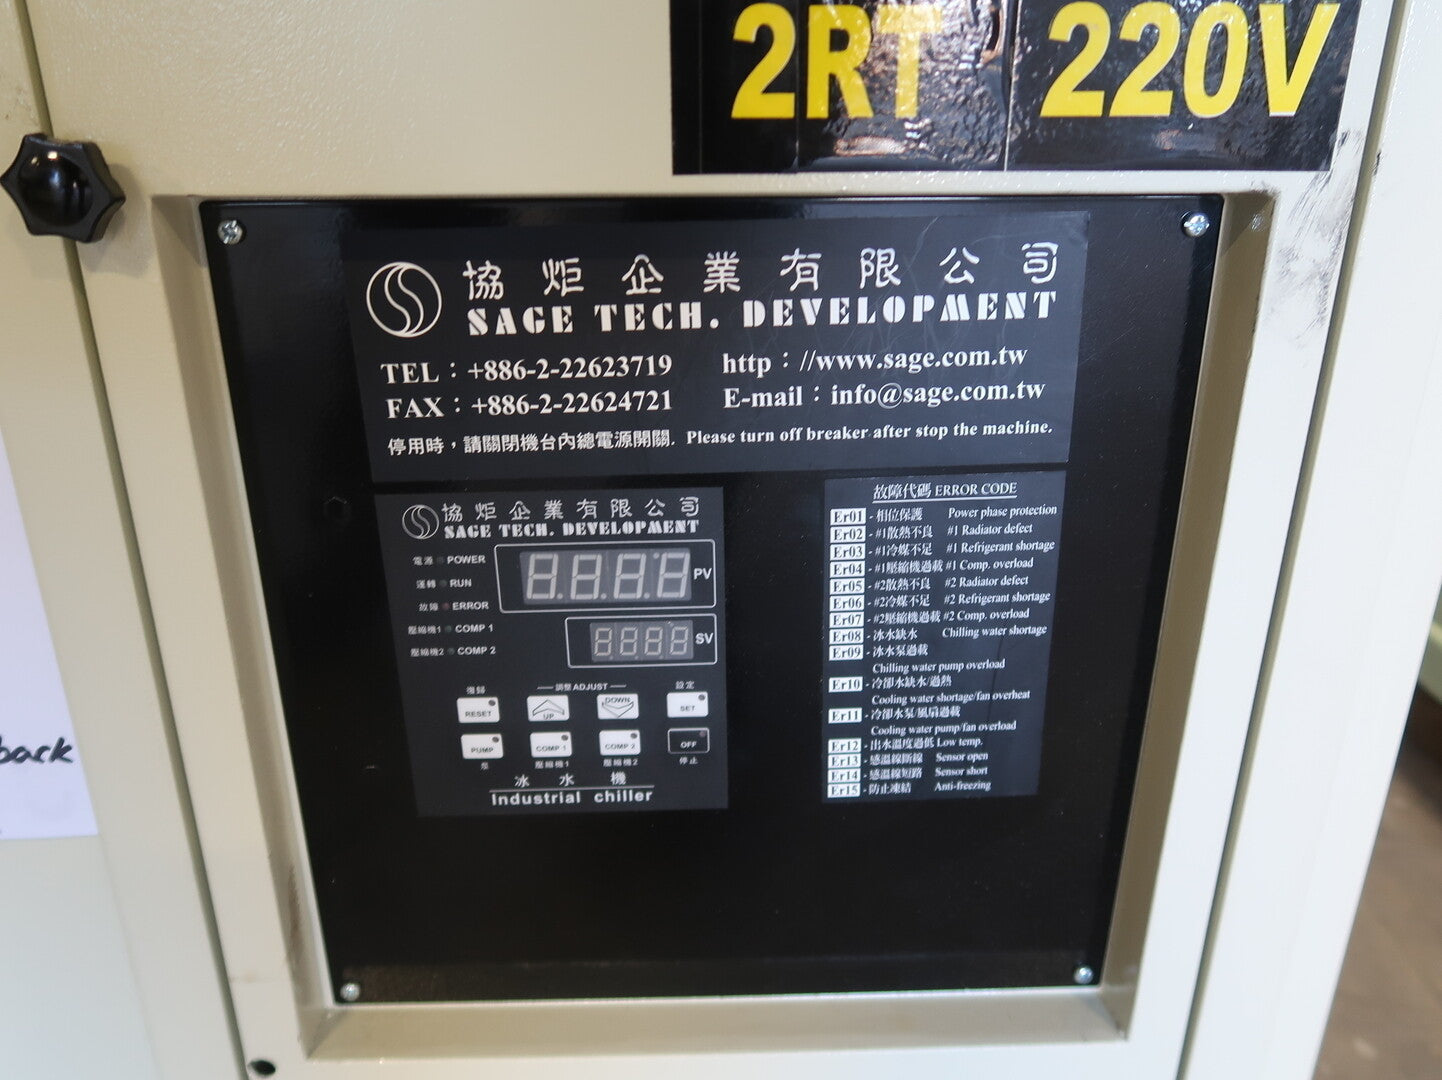 2RT 220V
協炬企業有限公司
SAGE TECH. DEVELOPMENT
TEL：+886-2-22623719 http：//www.sage.com.tw
FAX：+886-2-22624721 E-mail：info@sage.com.tw
停用時，請關閉機台內總電源開關. Please turn off breaker after stop the machine.
協炬企業有限公司
SAGE TECH. DEVELOPMENT
電源 POWER
運轉 RUN
故障 ERROR
壓縮機1 COMP 1
壓縮機2 COMP 2
PV
SV
復歸 調整 ADJUST 設定
RESET UP DOWN SET
PUMP COMP 1 COMP 2 OFF
泵 壓縮機1 壓縮機2 停止
冰水機
Industrial chiller
故障代碼 ERROR CODE
Er01 - 相位保護 Power phase protection
Er02 - #1散熱不良 #1 Radiator defect
Er03 - #1冷媒不足 #1 Refrigerant shortage
Er04 - #1壓縮機過載 #1 Comp. overload
Er05 - #2散熱不良 #2 Radiator defect
Er06 - #2冷媒不足 #2 Refrigerant shortage
Er07 - #2壓縮機過載 #2 Comp. overload
Er08 - 冰水缺水 Chilling water shortage
Er09 - 冰水泵過載
Chilling water pump overload
Er10 - 冷卻水缺水/過熱
Cooling water shortage/fan overheat
Er11 - 冷卻水泵/風扇過載
Cooling water pump/fan overload
Er12 - 出水溫度過低 Low temp.
Er13 - 感溫線斷線 Sensor open
Er14 - 感溫線短路 Sensor short
Er15 - 防止凍結 Anti-freezing
back